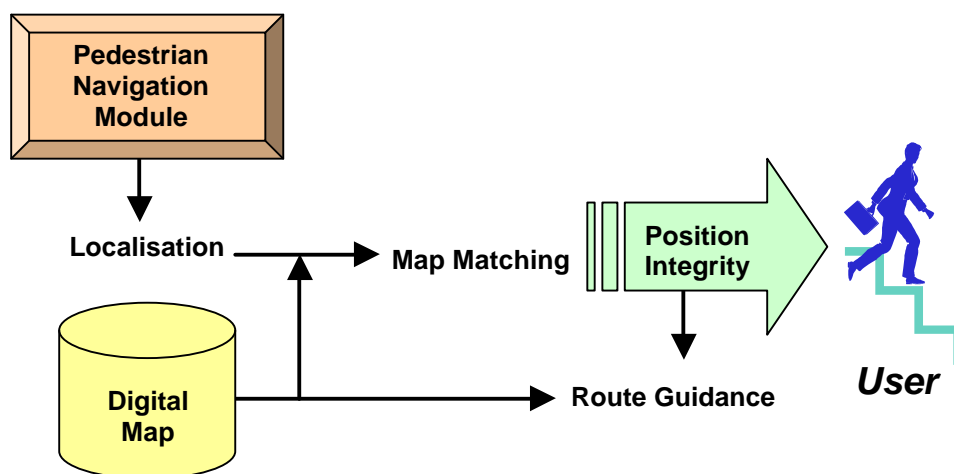 Pedestrian
Navigation
Module
Localisation
Map Matching
Position
Integrity
Digital
Map
Route Guidance
User